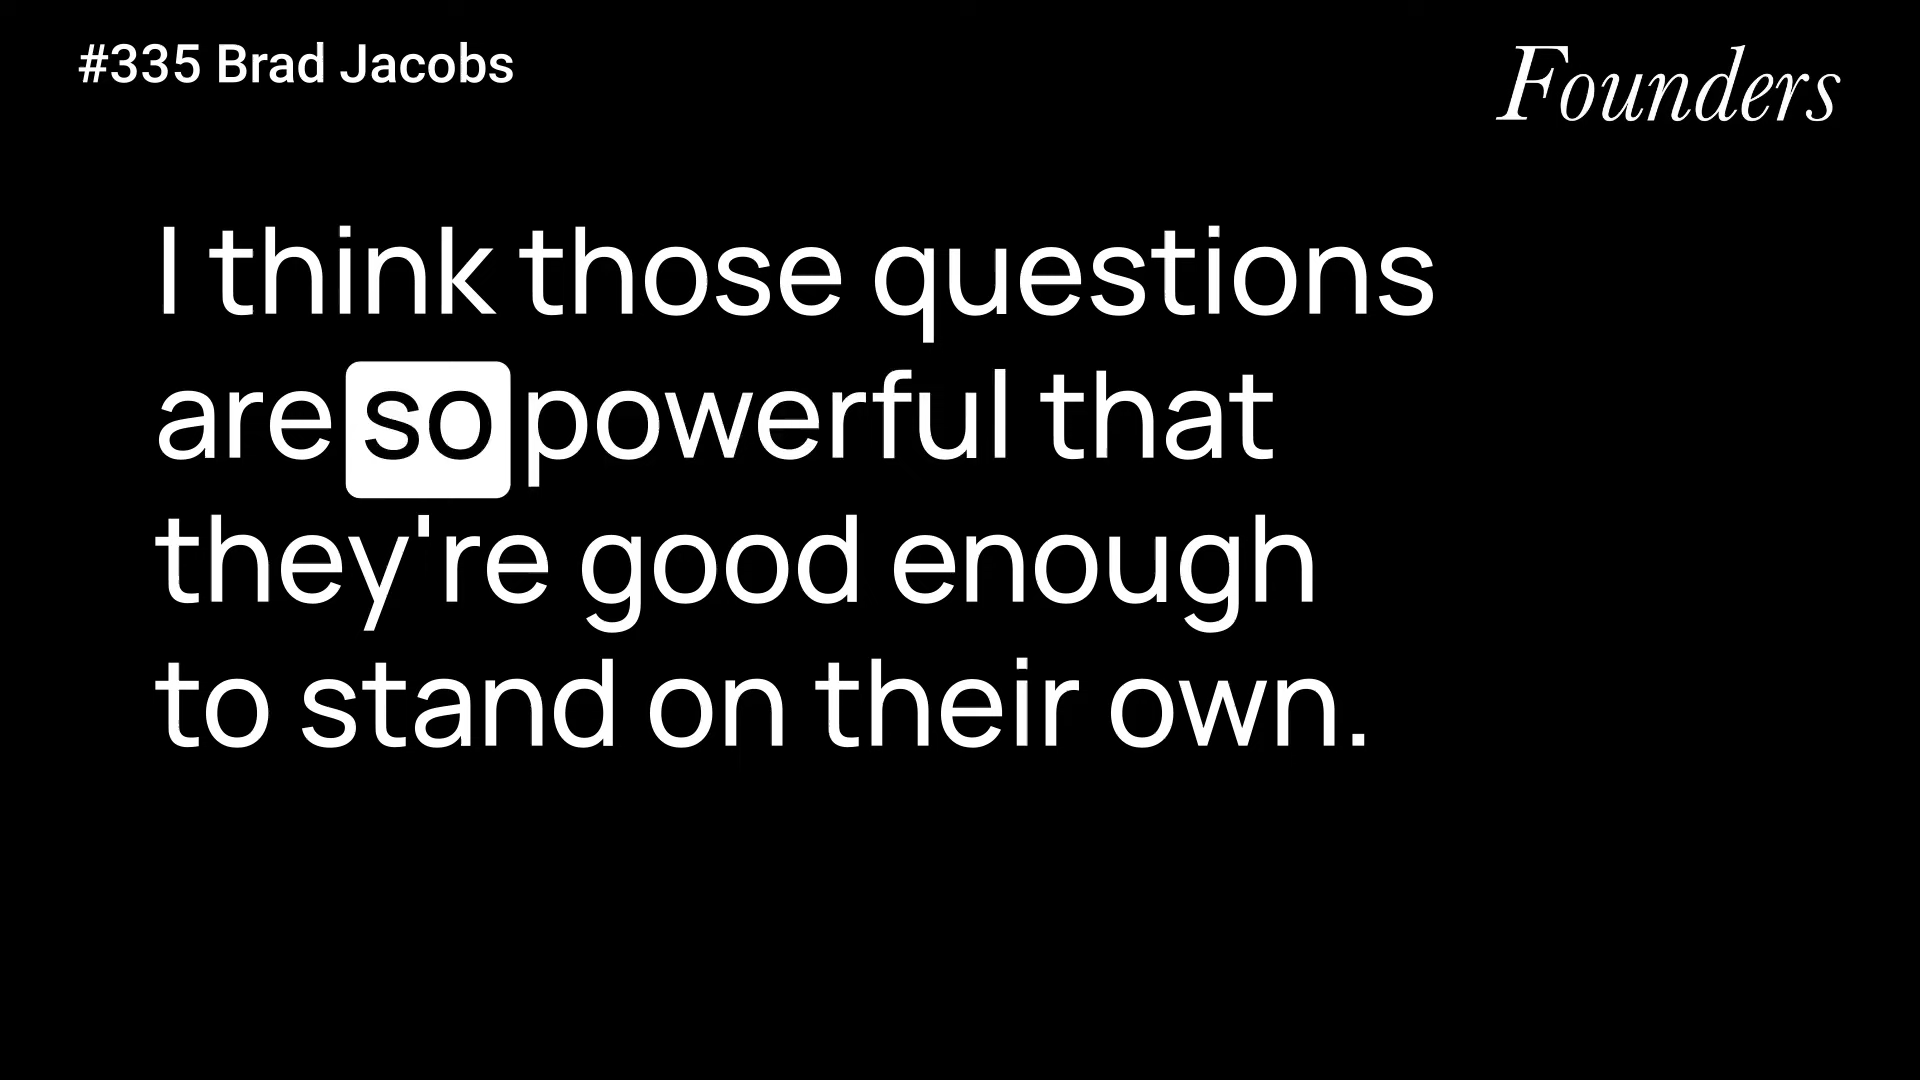 #335 Brad Jacobs
Founders
I think those questions
are so powerful that
they're good enough
to stand on their own.